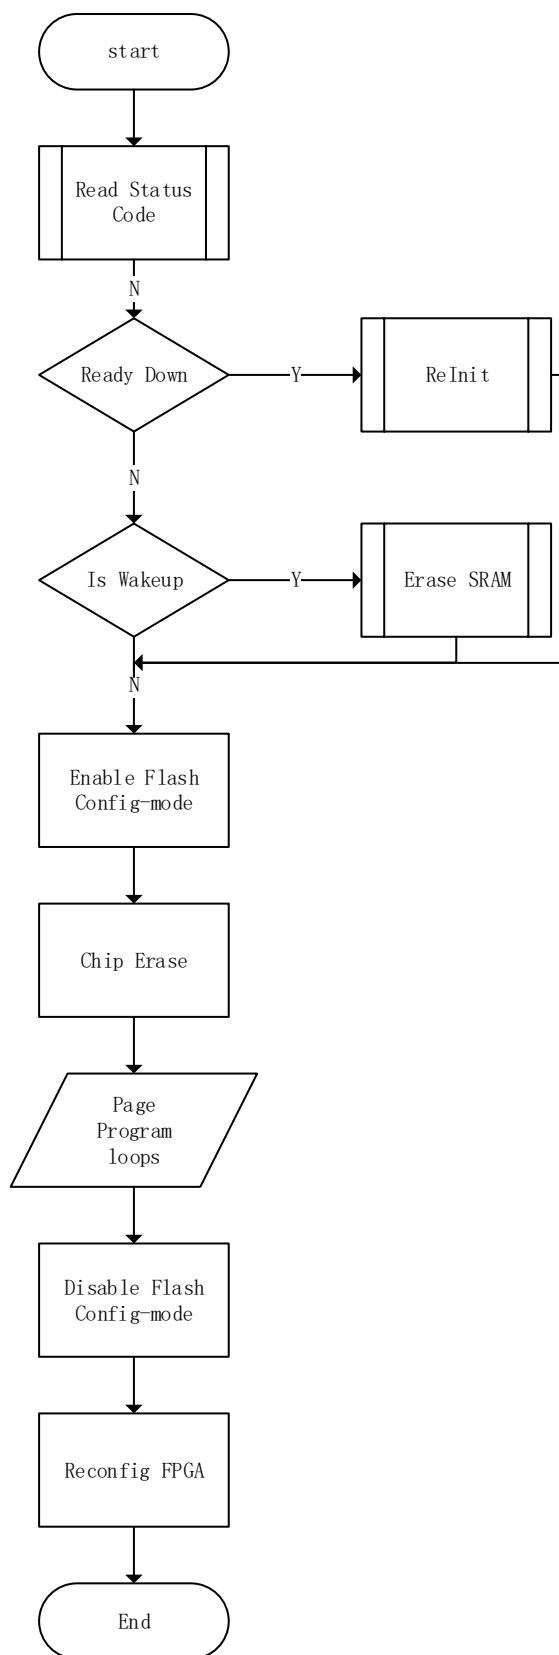 start
Read Status
Code
N
Ready Down
Y
ReInit
N
Is Wakeup
Y
Erase SRAM
N
Enable Flash
Config-mode
Chip Erase
Page
Program
loops
Disable Flash
Config-mode
Reconfig FPGA
End